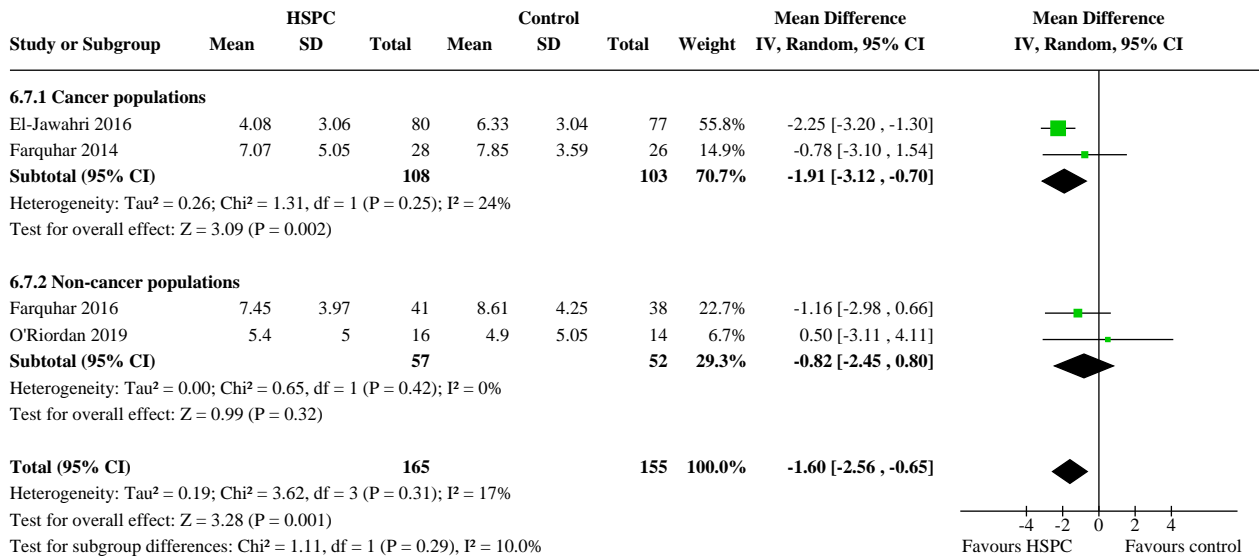 HSPC Control Mean Difference Mean Difference
Study or Subgroup Mean SD Total Mean SD Total Weight IV, Random, 95% CI IV, Random, 95% CI
6.7.1 Cancer populations
El-Jawahri 2016 4.08 3.06 80 6.33 3.04 77 55.8% -2.25 [-3.20 , -1.30]
Farquhar 2014 7.07 5.05 28 7.85 3.59 26 14.9% -0.78 [-3.10 , 1.54]
Subtotal (95% CI) 108 103 70.7% -1.91 [-3.12 , -0.70]
Heterogeneity: Tau² = 0.26; Chi² = 1.31, df = 1 (P = 0.25); I² = 24%
Test for overall effect: Z = 3.09 (P = 0.002)
6.7.2 Non-cancer populations
Farquhar 2016 7.45 3.97 41 8.61 4.25 38 22.7% -1.16 [-2.98 , 0.66]
O'Riordan 2019 5.4 5 16 4.9 5.05 14 6.7% 0.50 [-3.11 , 4.11]
Subtotal (95% CI) 57 52 29.3% -0.82 [-2.45 , 0.80]
Heterogeneity: Tau² = 0.00; Chi² = 0.65, df = 1 (P = 0.42); I² = 0%
Test for overall effect: Z = 0.99 (P = 0.32)
Total (95% CI) 165 155 100.0% -1.60 [-2.56 , -0.65]
Heterogeneity: Tau² = 0.19; Chi² = 3.62, df = 3 (P = 0.31); I² = 17%
Test for overall effect: Z = 3.28 (P = 0.001)
-4 -2 0 2 4
Test for subgroup differences: Chi² = 1.11, df = 1 (P = 0.29), I² = 10.0% Favours HSPC Favours control